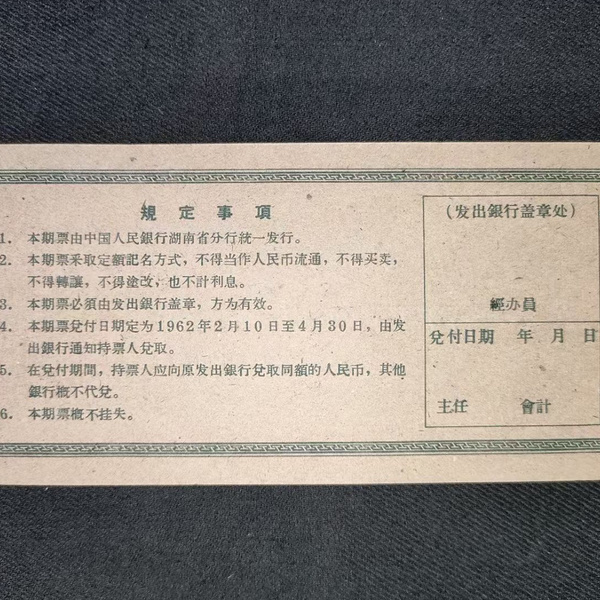 規定事項
1. 本期票由中国人民銀行湖南省分行統一发行。
2. 本期票采取定額記名方式，不得当作人民币流通，不得买卖，
不得轉讓，不得塗改，也不計利息。
3. 本期票必須由发出銀行盖章，方为有效。
4. 本期票兌付日期定为1962年2月10日至4月30日，由发
出銀行通知持票人兌取。
5. 在兌付期間，持票人应向原发出銀行兌取同額的人民币，其他
銀行概不代兌。
6. 本期票概不挂失。
(发出銀行盖章处)
經办員
兌付日期 年 月 日
主任 會計